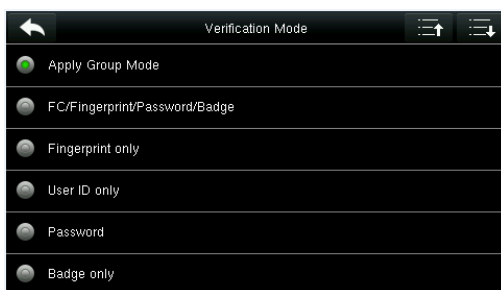 Verification Mode
Apply Group Mode
FC/Fingerprint/Password/Badge
Fingerprint only
User ID only
Password
Badge only